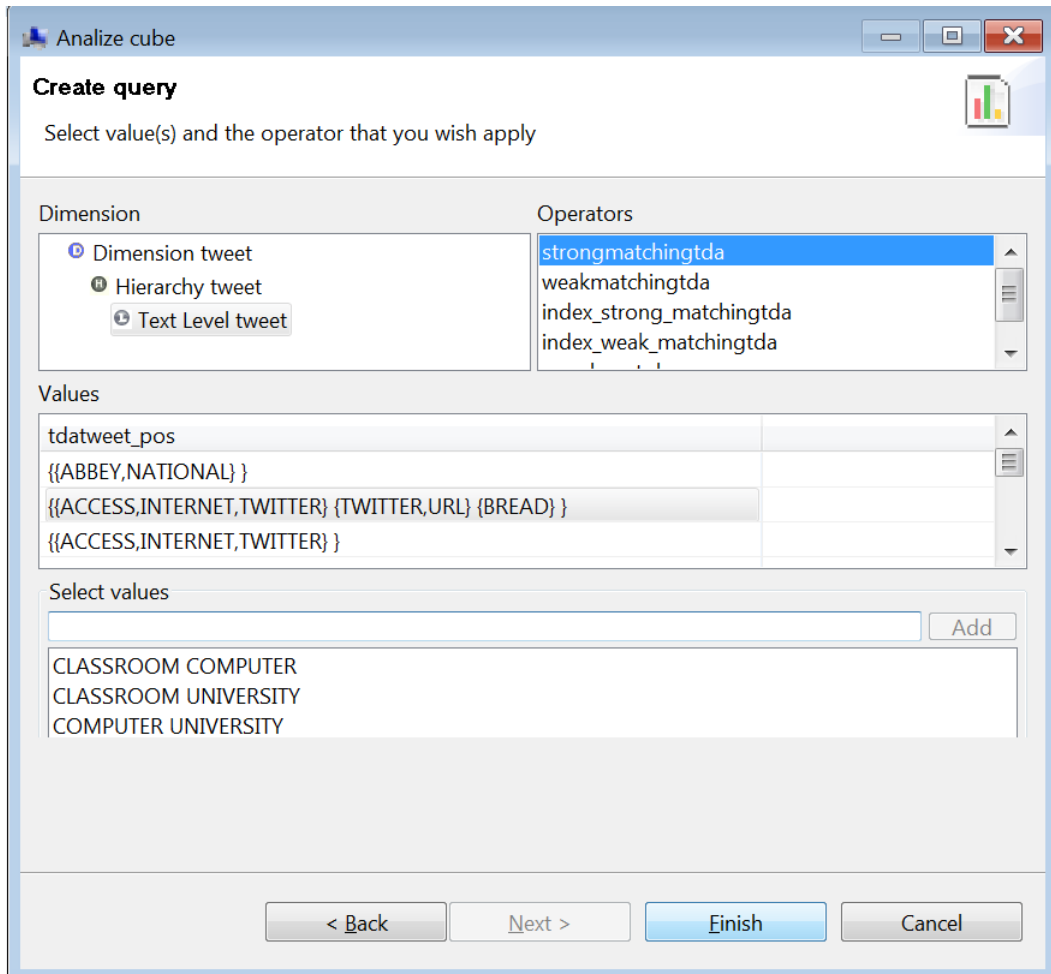 Analize cube
Create query
Select value(s) and the operator that you wish apply
Dimension
Operators
D Dimension tweet
H Hierarchy tweet
L Text Level tweet
strongmatchingtda
weakmatchingtda
index_strong_matchingtda
index_weak_matchingtda
Values
tdatweet_pos
{{ABBEY,NATIONAL} }
{{ACCESS,INTERNET,TWITTER} {TWITTER,URL} {BREAD} }
{{ACCESS,INTERNET,TWITTER} }
Select values
Add
CLASSROOM COMPUTER
CLASSROOM UNIVERSITY
COMPUTER UNIVERSITY
< Back
Next >
Finish
Cancel